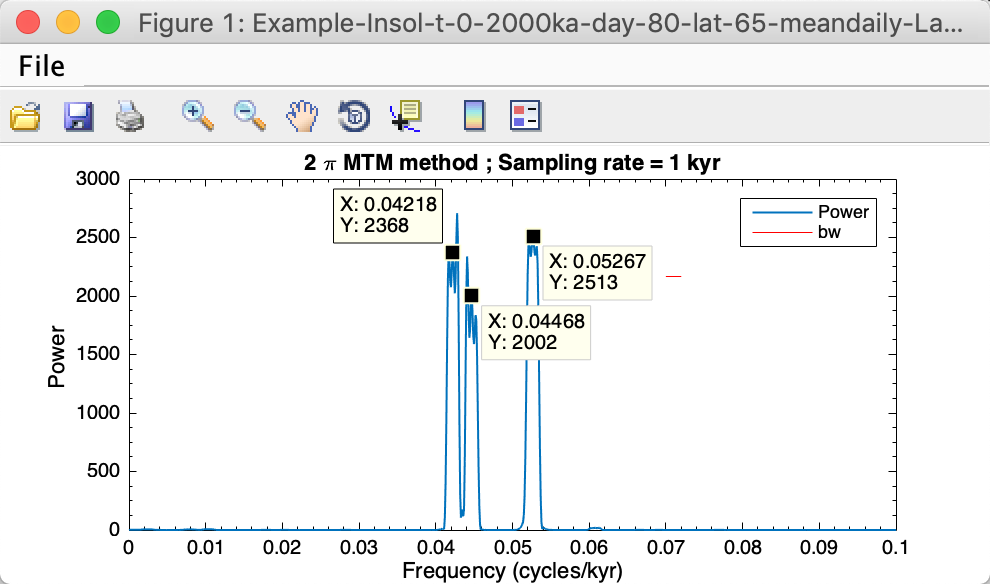 Figure 1: Example-Insol-t-0-2000ka-day-80-lat-65-meandaily-La...
File
2 π MTM method ; Sampling rate = 1 kyr
3000
2500
2000
1500
1000
500
0
Power
X: 0.04218
Y: 2368
X: 0.04468
Y: 2002
X: 0.05267
Y: 2513
Power
bw
0 0.01 0.02 0.03 0.04 0.05 0.06 0.07 0.08 0.09 0.1
Frequency (cycles/kyr)